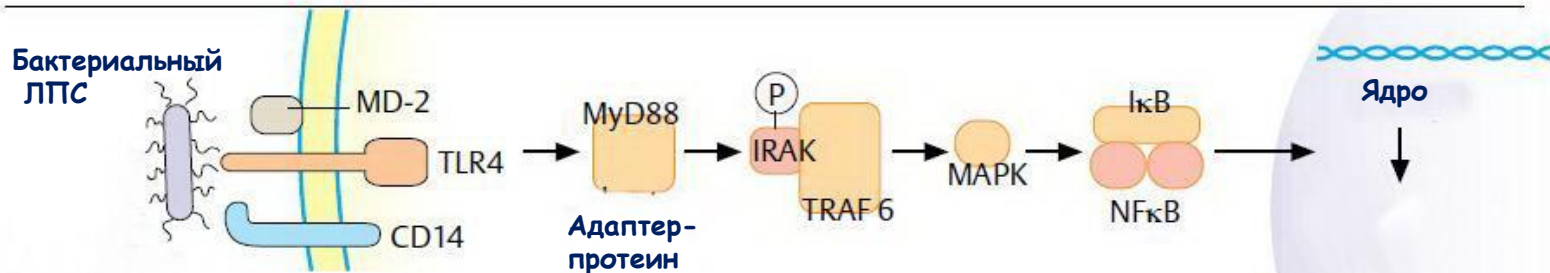 Бактериальный
ЛПС
MD-2
TLR4
CD14
MyD88
Адаптер-
протеин
P
IRAK
TRAF 6
MAPK
IκB
NFκB
Ядро